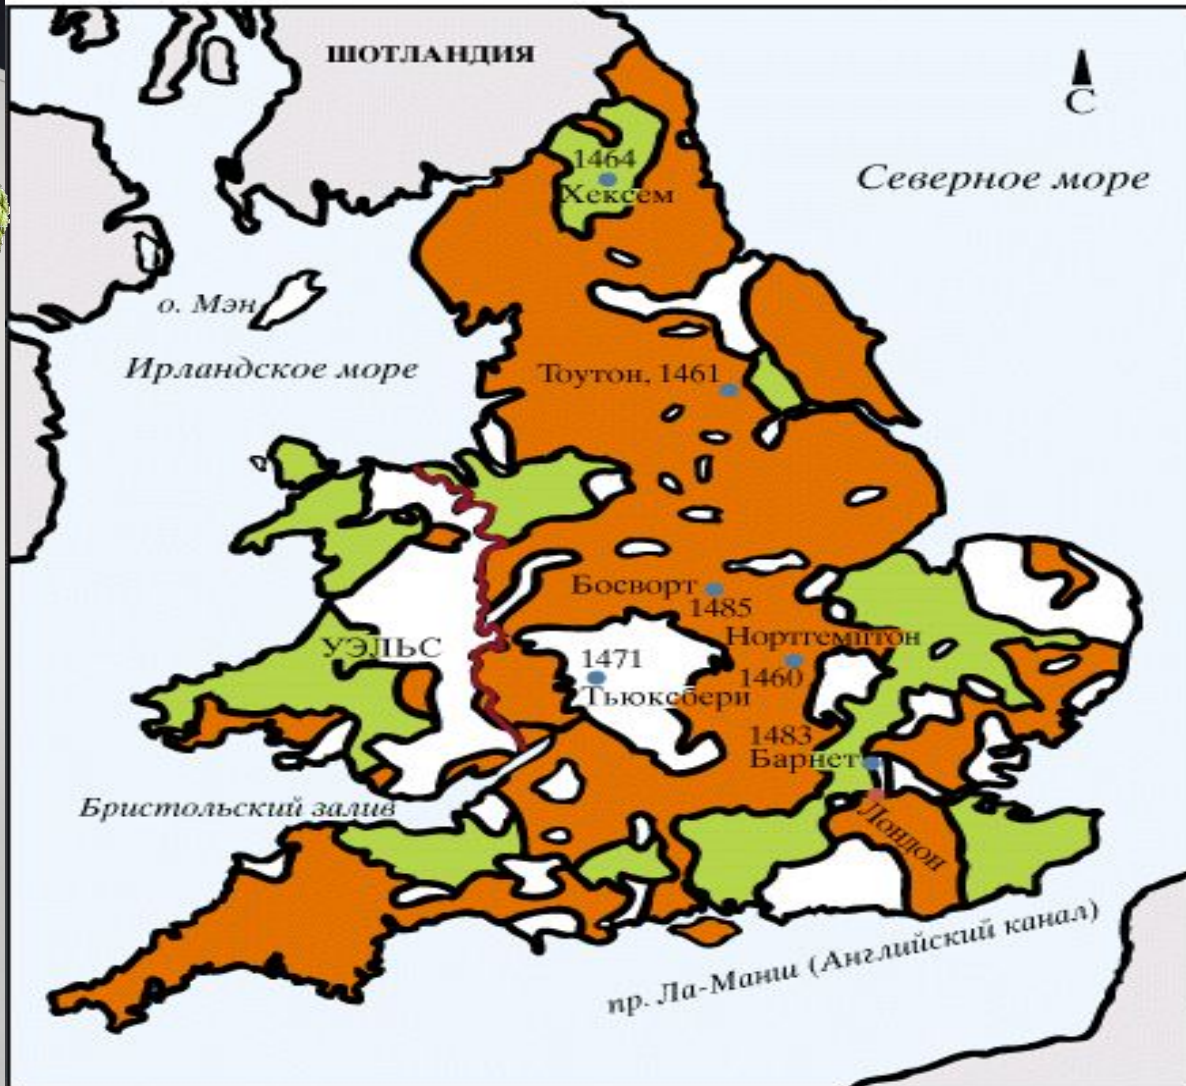 ШОТЛАНДИЯ
С
1464
Хексем
Северное море
о. Мэн
Ирландское море
Тоутон, 1461
Босворт
1485
Нортгемптон
УЭЛЬС
1471
1460
Тьюксбери
1483
Барнет
Бристольский залив
Лондон
пр. Ла-Манш (Английский канал)